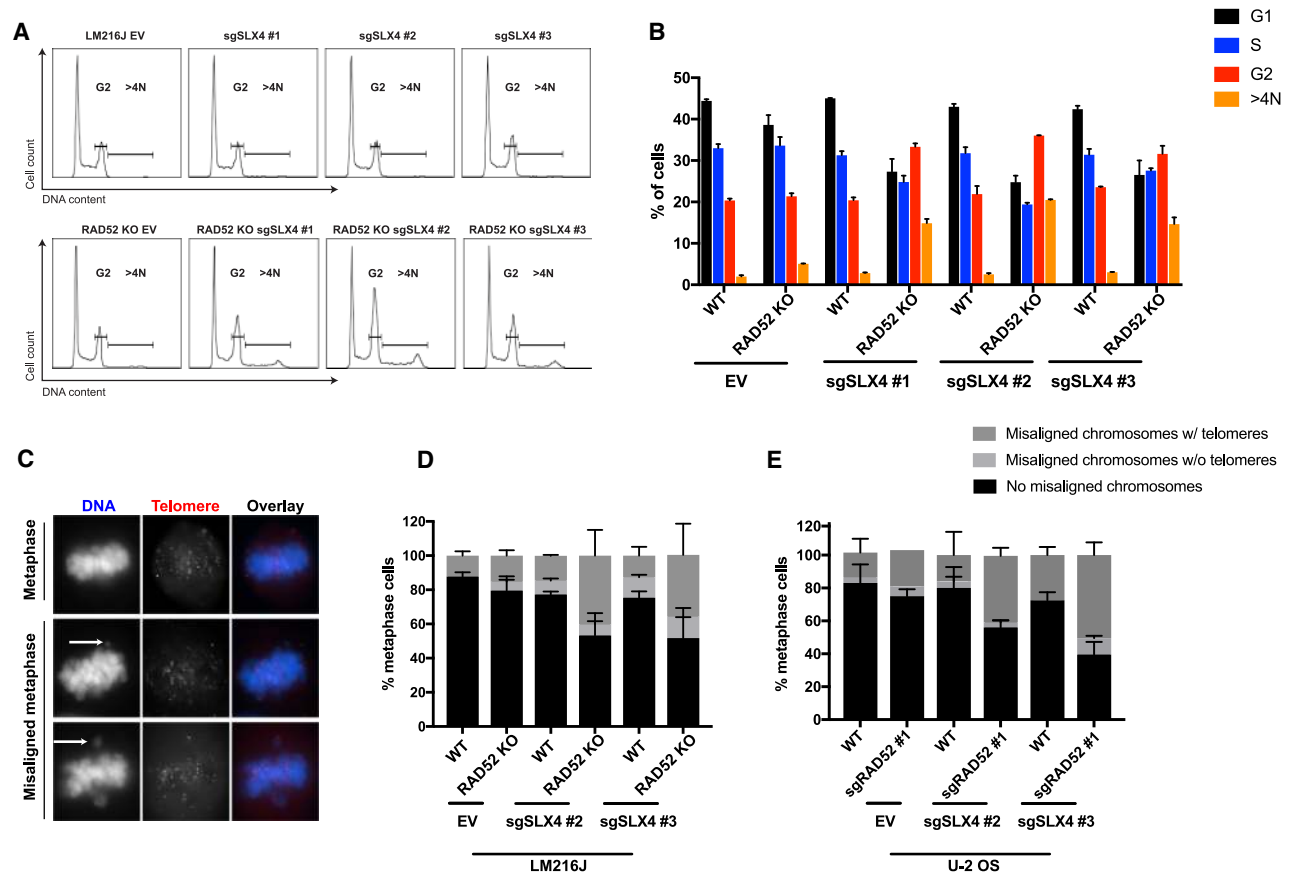 A
LM216J EV
sgSLX4 #1
sgSLX4 #2
sgSLX4 #3
G2 >4N
G2 >4N
G2 >4N
G2 >4N
Cell count
DNA content
RAD52 KO EV
RAD52 KO sgSLX4 #1
RAD52 KO sgSLX4 #2
RAD52 KO sgSLX4 #3
G2 >4N
G2 >4N
G2 >4N
G2 >4N
Cell count
DNA content
B
G1
S
G2
>4N
% of cells
50
40
30
20
10
0
WT
RAD52 KO
WT
RAD52 KO
WT
RAD52 KO
WT
RAD52 KO
EV
sgSLX4 #1
sgSLX4 #2
sgSLX4 #3
C
DNA
Telomere
Overlay
Metaphase
Misaligned metaphase
D
% metaphase cells
120
100
80
60
40
20
0
WT
RAD52 KO
WT
RAD52 KO
WT
RAD52 KO
EV
sgSLX4 #2
sgSLX4 #3
LM216J
E
Misaligned chromosomes w/ telomeres
Misaligned chromosomes w/o telomeres
No misaligned chromosomes
% metaphase cells
120
100
80
60
40
20
0
WT
sgRAD52 #1
WT
sgRAD52 #1
WT
sgRAD52 #1
EV
sgSLX4 #2
sgSLX4 #3
U-2 OS